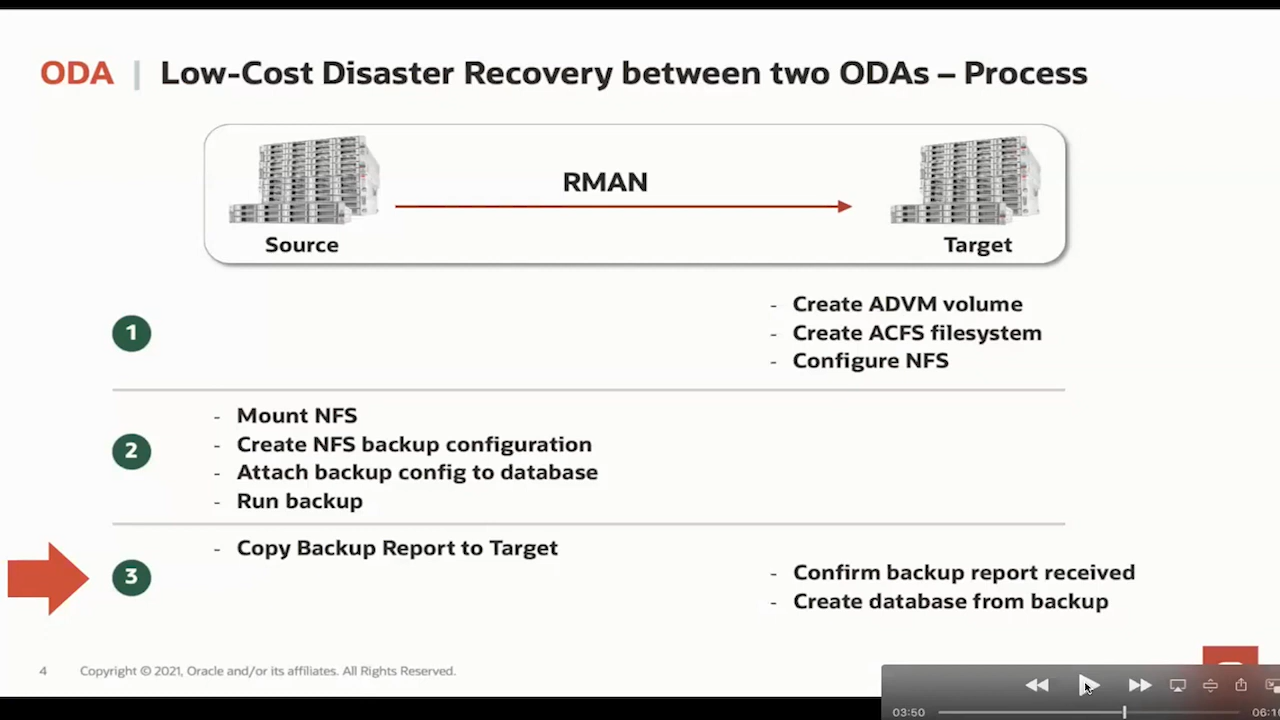 ODA | Low-Cost Disaster Recovery between two ODAs – Process
RMAN
Source
Target
1
- Create ADVM volume
- Create ACFS filesystem
- Configure NFS
2
- Mount NFS
- Create NFS backup configuration
- Attach backup config to database
- Run backup
3
- Copy Backup Report to Target
- Confirm backup report received
- Create database from backup
4 Copyright © 2021, Oracle and/or its affiliates. All Rights Reserved.
03:50